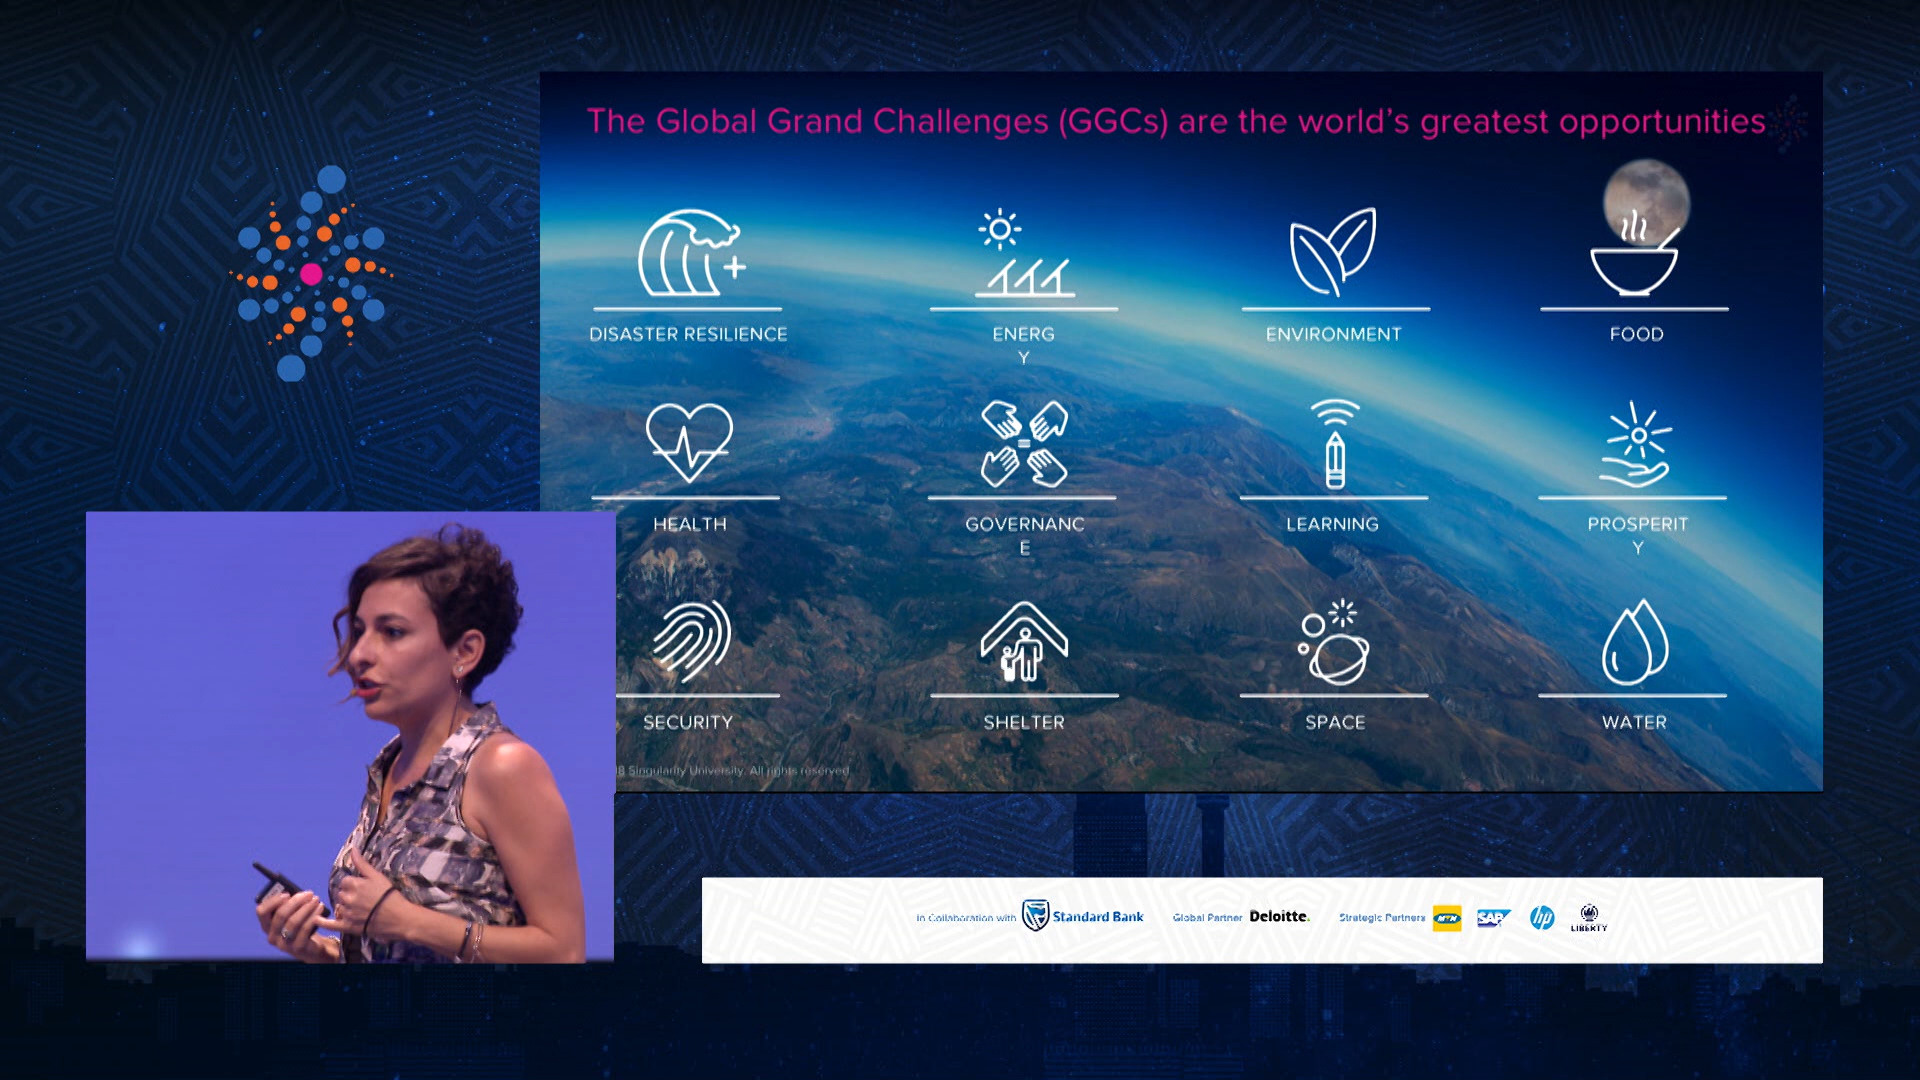 The Global Grand Challenges (GGCs) are the world's greatest opportunities
DISASTER RESILIENCE
ENERG
Y
ENVIRONMENT
FOOD
HEALTH
GOVERNANC
E
LEARNING
PROSPERIT
Y
SECURITY
SHELTER
SPACE
WATER
8 Singularity University. All rights reserved.
In Collaboration with Standard Bank Global Partner Deloitte. Strategic Partners MTN SAP hp LIBERTY